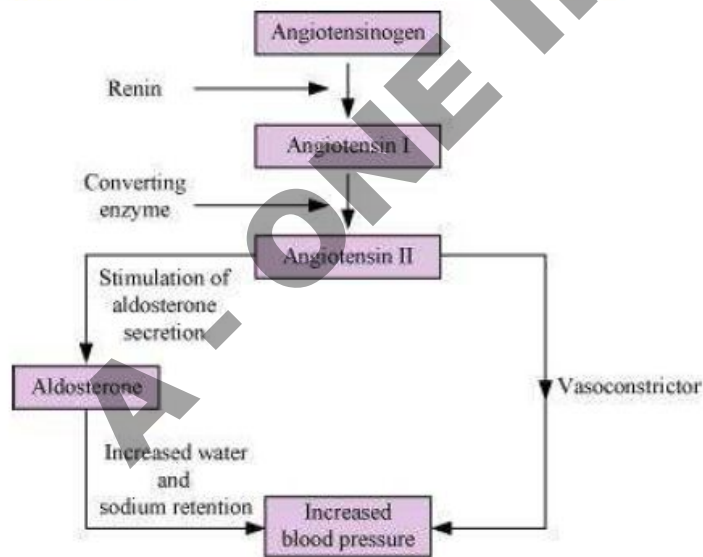 Angiotensinogen
Renin
Angiotensin I
Converting
enzyme
Angiotensin II
Stimulation of
aldosterone
secretion
Aldosterone
Vasoconstrictor
Increased water
and
sodium retention
Increased
blood pressure
A - ONE